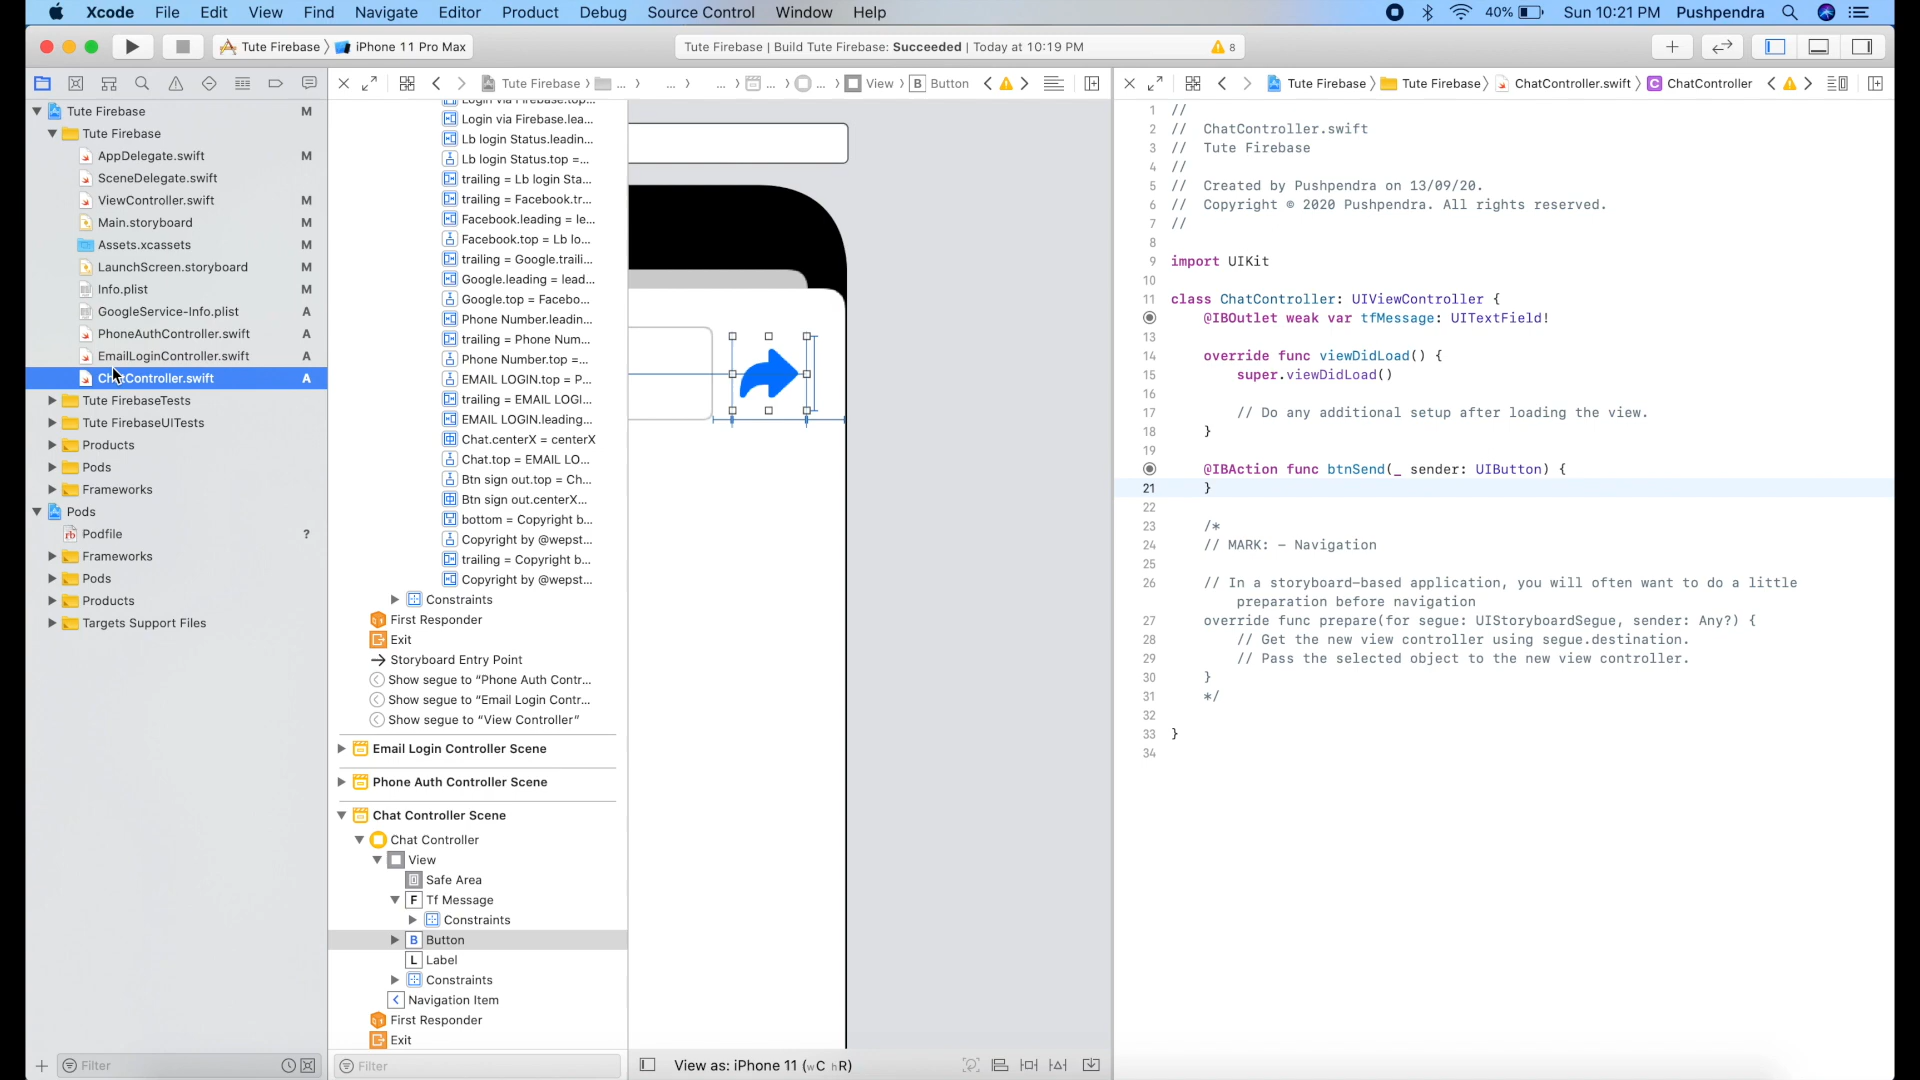 Xcode File Edit View Find Navigate Editor Product Debug Source Control Window Help 40% Sun 10:21 PM Pushpendra
Tute Firebase iPhone 11 Pro Max Tute Firebase | Build Tute Firebase: Succeeded | Today at 10:19 PM 8
Tute Firebase ... ... ... ... View B Button
Tute Firebase Tute Firebase ChatController.swift C ChatController
Tute Firebase M
Tute Firebase
AppDelegate.swift M
SceneDelegate.swift
ViewController.swift M
Main.storyboard M
Assets.xcassets M
LaunchScreen.storyboard M
Info.plist M
GoogleService-Info.plist A
PhoneAuthController.swift A
EmailLoginController.swift A
ChatController.swift A
Tute FirebaseTests
Tute FirebaseUITests
Products
Pods
Frameworks
Pods
Podfile ?
Frameworks
Pods
Products
Targets Support Files
Filter
Login via Firebase.top...
Login via Firebase.lea...
Lb login Status.leadin...
Lb login Status.top =...
trailing = Lb login Sta...
trailing = Facebook.tr...
Facebook.leading = le...
Facebook.top = Lb lo...
trailing = Google.traili...
Google.leading = lead...
Google.top = Facebo...
Phone Number.leadin...
trailing = Phone Num...
Phone Number.top =...
EMAIL LOGIN.top = P...
trailing = EMAIL LOGI...
EMAIL LOGIN.leading...
Chat.centerX = centerX
Chat.top = EMAIL LO...
Btn sign out.top = Ch...
Btn sign out.centerX...
bottom = Copyright b...
Copyright by @wepst...
trailing = Copyright b...
Copyright by @wepst...
Constraints
First Responder
Exit
Storyboard Entry Point
Show segue to “Phone Auth Contr...
Show segue to “Email Login Contr...
Show segue to “View Controller”
Email Login Controller Scene
Phone Auth Controller Scene
Chat Controller Scene
Chat Controller
View
Safe Area
F Tf Message
Constraints
B Button
L Label
Constraints
Navigation Item
First Responder
Exit
Filter
View as: iPhone 11 (wC hR)
1 //
2 // ChatController.swift
3 // Tute Firebase
4 //
5 // Created by Pushpendra on 13/09/20.
6 // Copyright © 2020 Pushpendra. All rights reserved.
7 //
8
9 import UIKit
10
11 class ChatController: UIViewController {
@IBOutlet weak var tfMessage: UITextField!
13
14 override func viewDidLoad() {
15 super.viewDidLoad()
16
17 // Do any additional setup after loading the view.
18 }
19
@IBAction func btnSend(_ sender: UIButton) {
21 }
22
23 /*
24 // MARK: - Navigation
25
26 // In a storyboard-based application, you will often want to do a little
preparation before navigation
27 override func prepare(for segue: UIStoryboardSegue, sender: Any?) {
28 // Get the new view controller using segue.destination.
29 // Pass the selected object to the new view controller.
30 }
31 */
32
33 }
34